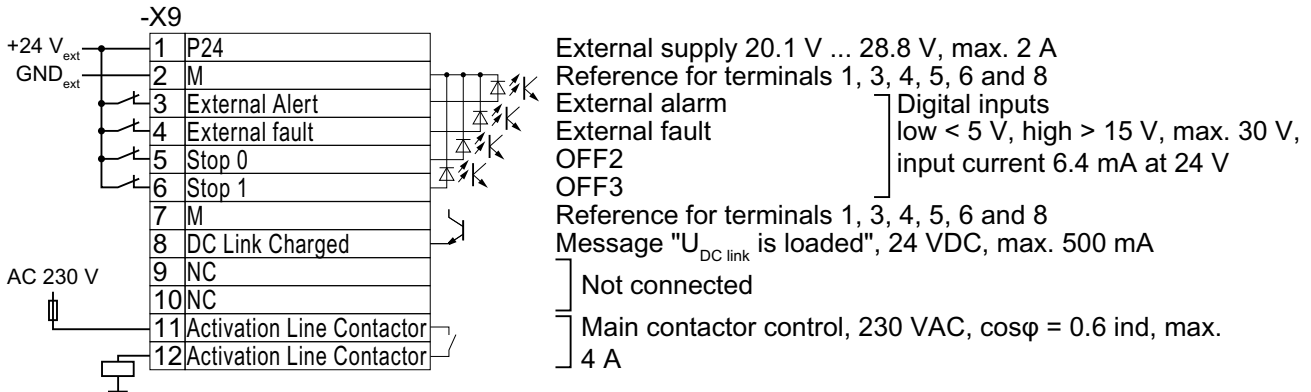 -X9
+24 Vext
1 P24 External supply 20.1 V ... 28.8 V, max. 2 A
GNDext
2 M Reference for terminals 1, 3, 4, 5, 6 and 8
3 External Alert External alarm Digital inputs
4 External fault External fault low < 5 V, high > 15 V, max. 30 V,
5 Stop 0 OFF2 input current 6.4 mA at 24 V
6 Stop 1 OFF3
7 M Reference for terminals 1, 3, 4, 5, 6 and 8
8 DC Link Charged Message "UDC link is loaded", 24 VDC, max. 500 mA
AC 230 V
9 NC Not connected
10 NC
11 Activation Line Contactor Main contactor control, 230 VAC, cosφ = 0.6 ind, max.
12 Activation Line Contactor 4 A